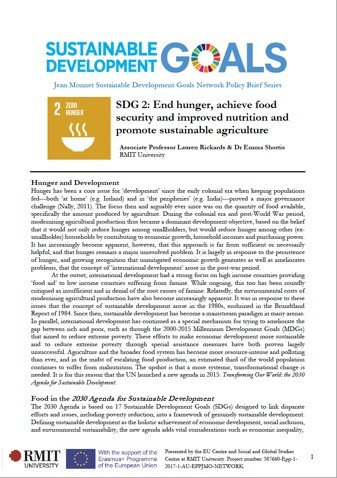 SUSTAINABLE
DEVELOPMENT
GOALS
Jean Monnet Sustainable Development Goals Network Policy Brief Series
2 ZERO
HUNGER
SDG 2: End hunger, achieve food
security and improved nutrition and
promote sustainable agriculture
Associate Professor Lauren Rickards & Dr Emma Shortis
RMIT University
Hunger and Development
Hunger has been a core issue for 'development' since the early colonial era when keeping populations
fed—both 'at home' (e.g. Ireland) and in 'the peripheries' (e.g. India)—proved a major governance
challenge (Nally, 2011). The focus then and arguably ever since was on the quantity of food available,
specifically the amount produced by agriculture. During the colonial era and post-World War period,
modernising agricultural production thus became a dominant development objective, based on the belief
that it would not only reduce hunger among smallholders, but would reduce hunger among other (ex-
smallholder) households by contributing to economic growth, household incomes and purchasing power.
It has increasingly become apparent, however, that this approach is far from sufficient or necessarily
helpful, and that hunger remains a major unresolved problem. It is largely in response to the persistence
of hunger, and growing recognition that unmitigated economic growth generates as well as ameliorates
problems, that the concept of 'international development' arose in the post-war period.
At the outset, international development had a strong focus on high income countries providing
'food aid' to low income countries suffering from famine. While ongoing, this too has been roundly
critiqued as insufficient and as denial of the root causes of famine. Relatedly, the environmental costs of
modernising agricultural production have also become increasingly apparent. It was in response to these
issues that the concept of sustainable development arose in the 1980s, enshrined in the Brundtland
Report of 1984. Since then, sustainable development has become a mainstream paradigm in many arenas.
In parallel, international development has continued as a special mechanism for trying to ameliorate the
gap between rich and poor, such as through the 2000-2015 Millennium Development Goals (MDGs)
that aimed to reduce extreme poverty. These efforts to make economic development more sustainable
and to reduce extreme poverty through special assistance measures have both proven largely
unsuccessful. Agriculture and the broader food system has become more resource-intense and polluting
than ever, and in the midst of escalating food production, an estimated third of the world population
continues to suffer from malnutrition. The upshot is that a more systemic, transformational change is
needed. It is for this reason that the UN launched a new agenda in 2015: Transforming Our World: the 2030
Agenda for Sustainable Development.
Food in the 2030 Agenda for Sustainable Development
The 2030 Agenda is based on 17 Sustainable Development Goals (SDGs) designed to link disparate
efforts and issues, including poverty reduction, into a framework of genuinely sustainable development.
Defining sustainable development as the holistic achievement of economic development, social inclusion,
and environmental sustainability, the new agenda adds vital considerations such as economic inequality,
RMIT
UNIVERSITY
With the support of the
Erasmus+ Programme
of the European Union
Presented by the EU Centre and Social and Global Studies
Centre at RMIT University. Project number: 587660-Epp-1-
2017-1-AU-EPPJMO-NETWORK.
1